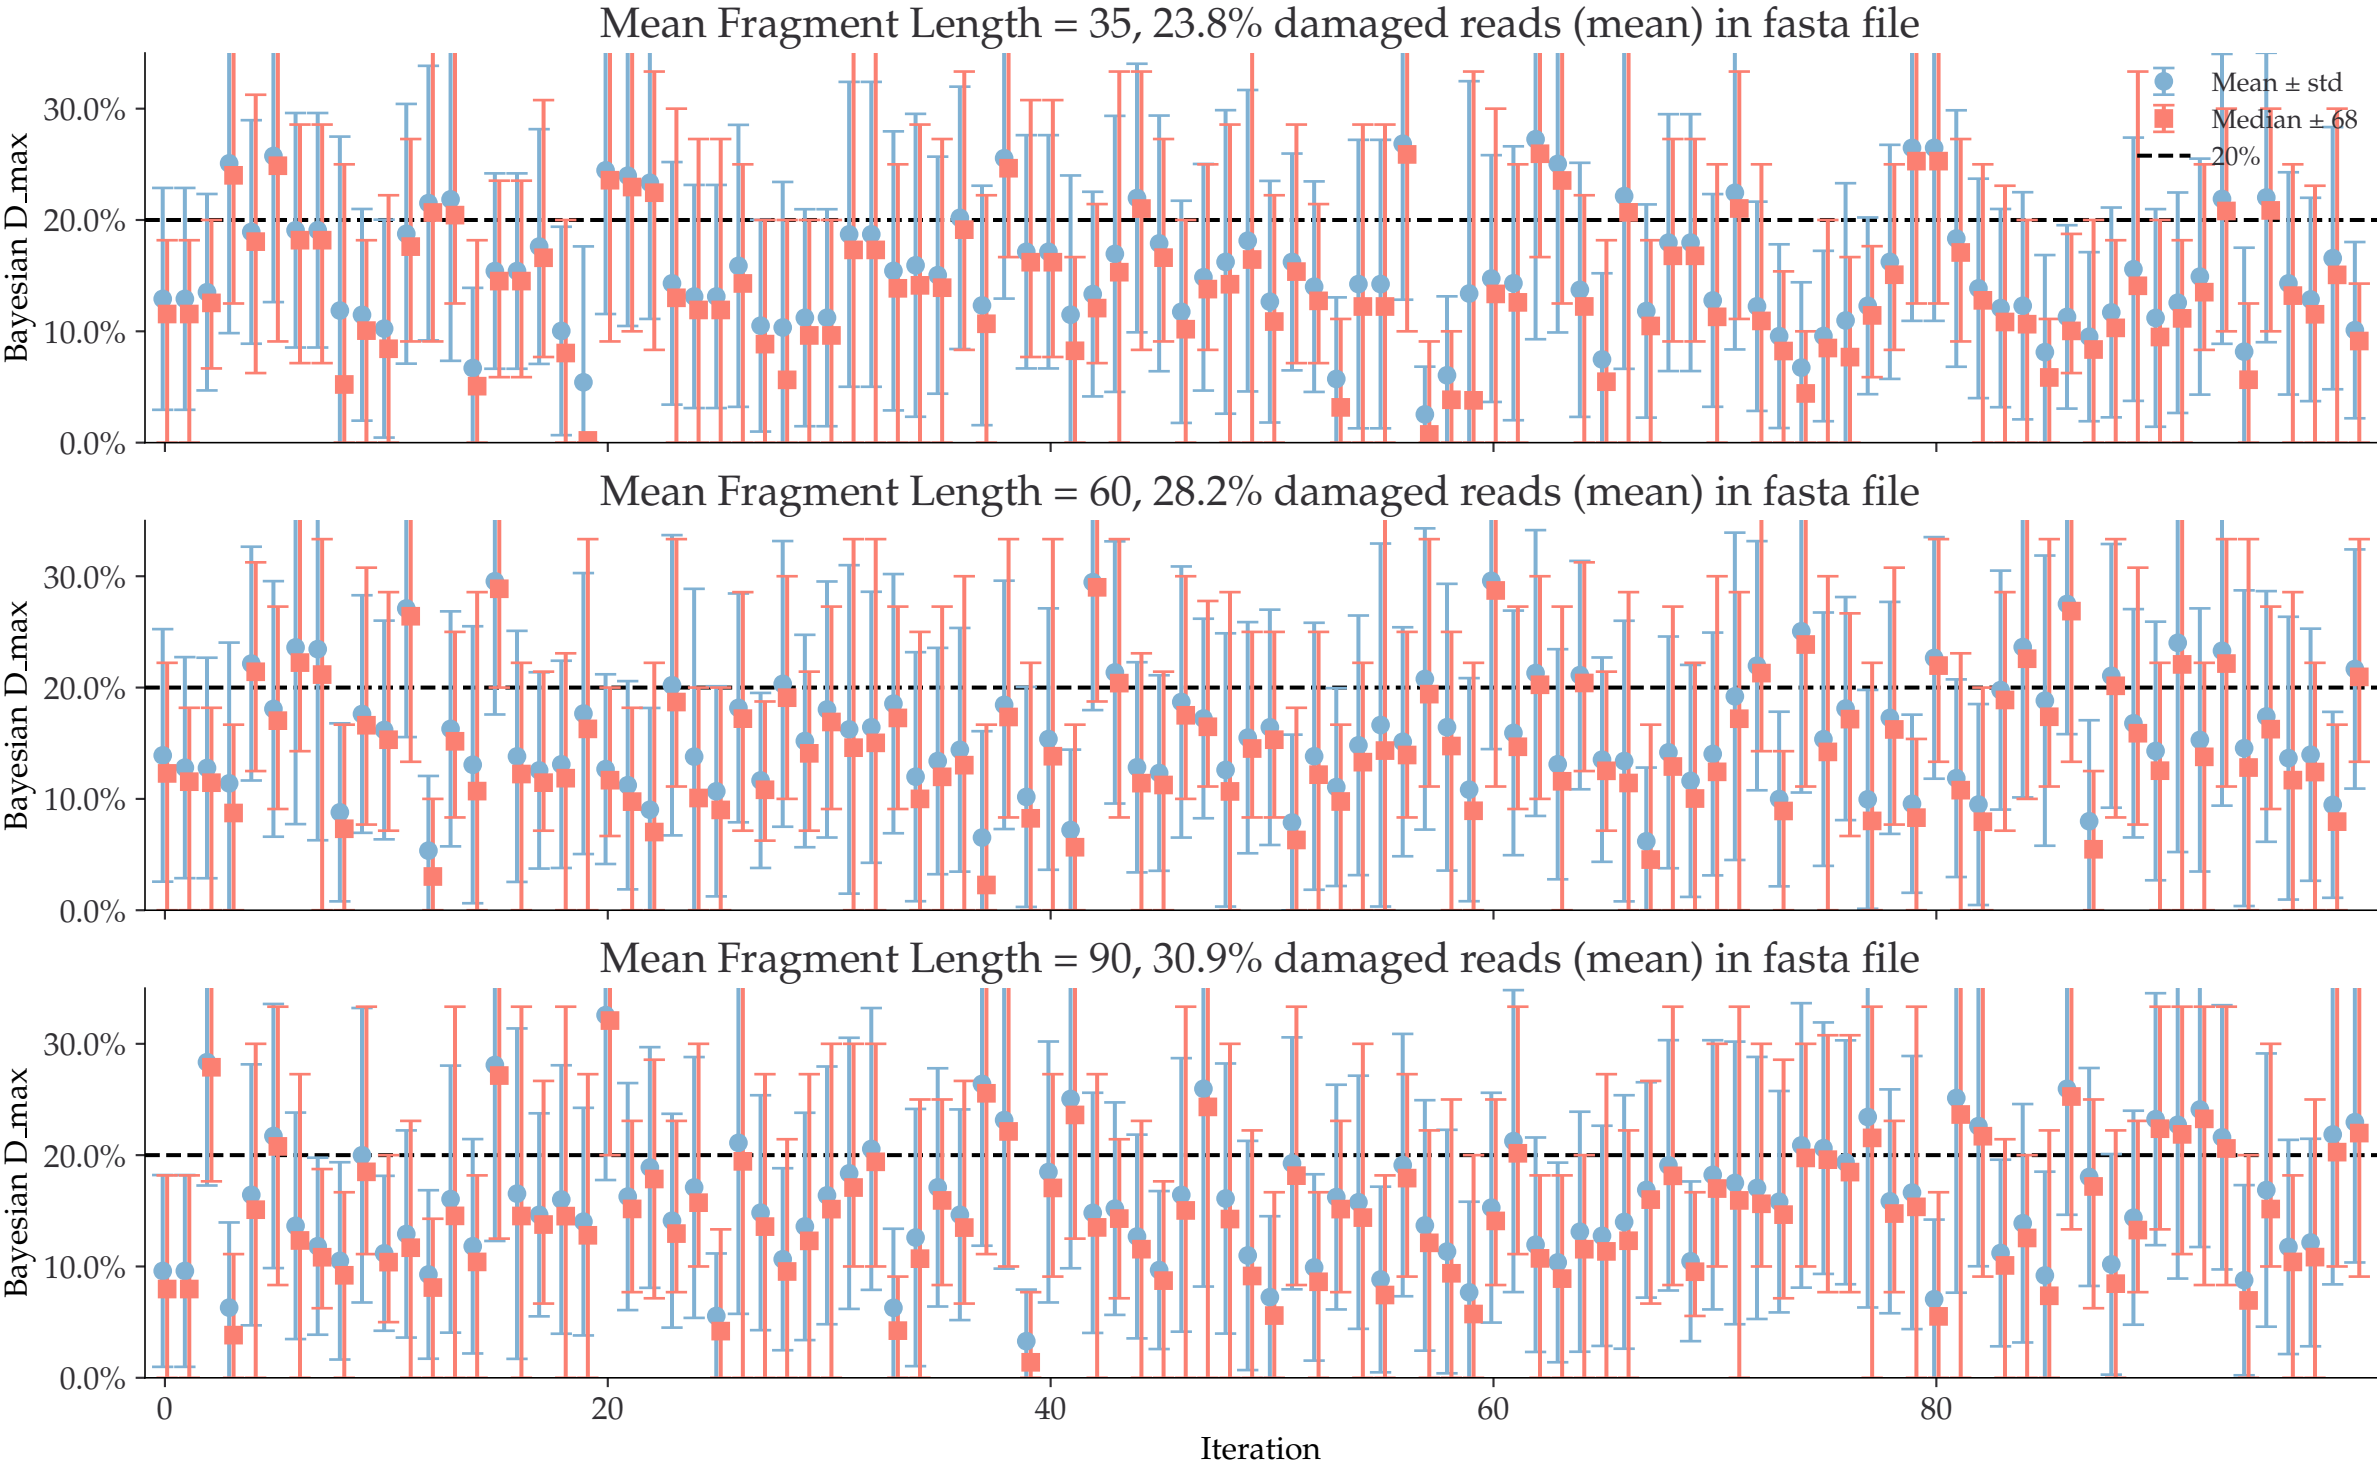 Mean Fragment Length = 35, 23.8% damaged reads (mean) in fasta file
Bayesian D_max
30.0%
20.0%
10.0%
0.0%
Mean ± std
Median ± 68
20%
Mean Fragment Length = 60, 28.2% damaged reads (mean) in fasta file
Bayesian D_max
30.0%
20.0%
10.0%
0.0%
Mean Fragment Length = 90, 30.9% damaged reads (mean) in fasta file
Bayesian D_max
30.0%
20.0%
10.0%
0.0%
0 20 40 60 80
Iteration